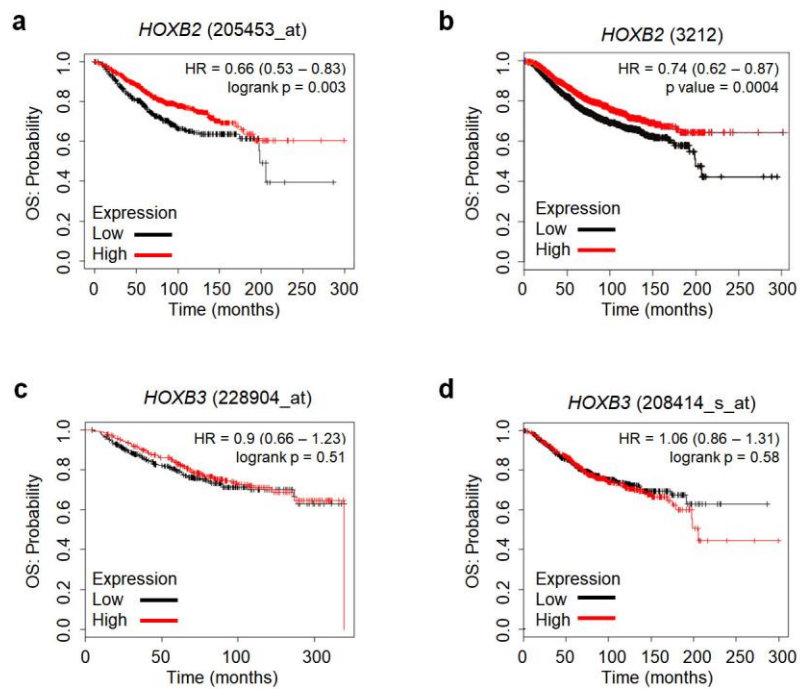 a
HOXB2 (205453_at)
HR = 0.66 (0.53 – 0.83)
logrank p = 0.003
OS: Probability
1.0
0.8
0.6
0.4
0.2
0.0
Expression
Low
High
0 50 100 150 200 250 300
Time (months)
b
HOXB2 (3212)
HR = 0.74 (0.62 – 0.87)
p value = 0.0004
OS: Probability
1.0
0.8
0.6
0.4
0.2
0.0
Expression
Low
High
0 50 100 150 200 250 300
Time (months)
c
HOXB3 (228904_at)
HR = 0.9 (0.66 – 1.23)
logrank p = 0.51
OS: Probability
1.0
0.8
0.6
0.4
0.2
0.0
Expression
Low
High
0 50 100 300
Time (months)
d
HOXB3 (208414_s_at)
HR = 1.06 (0.86 – 1.31)
logrank p = 0.58
OS: Probability
1.0
0.8
0.6
0.4
0.2
0.0
Expression
Low
High
0 50 100 150 200 250 300
Time (months)